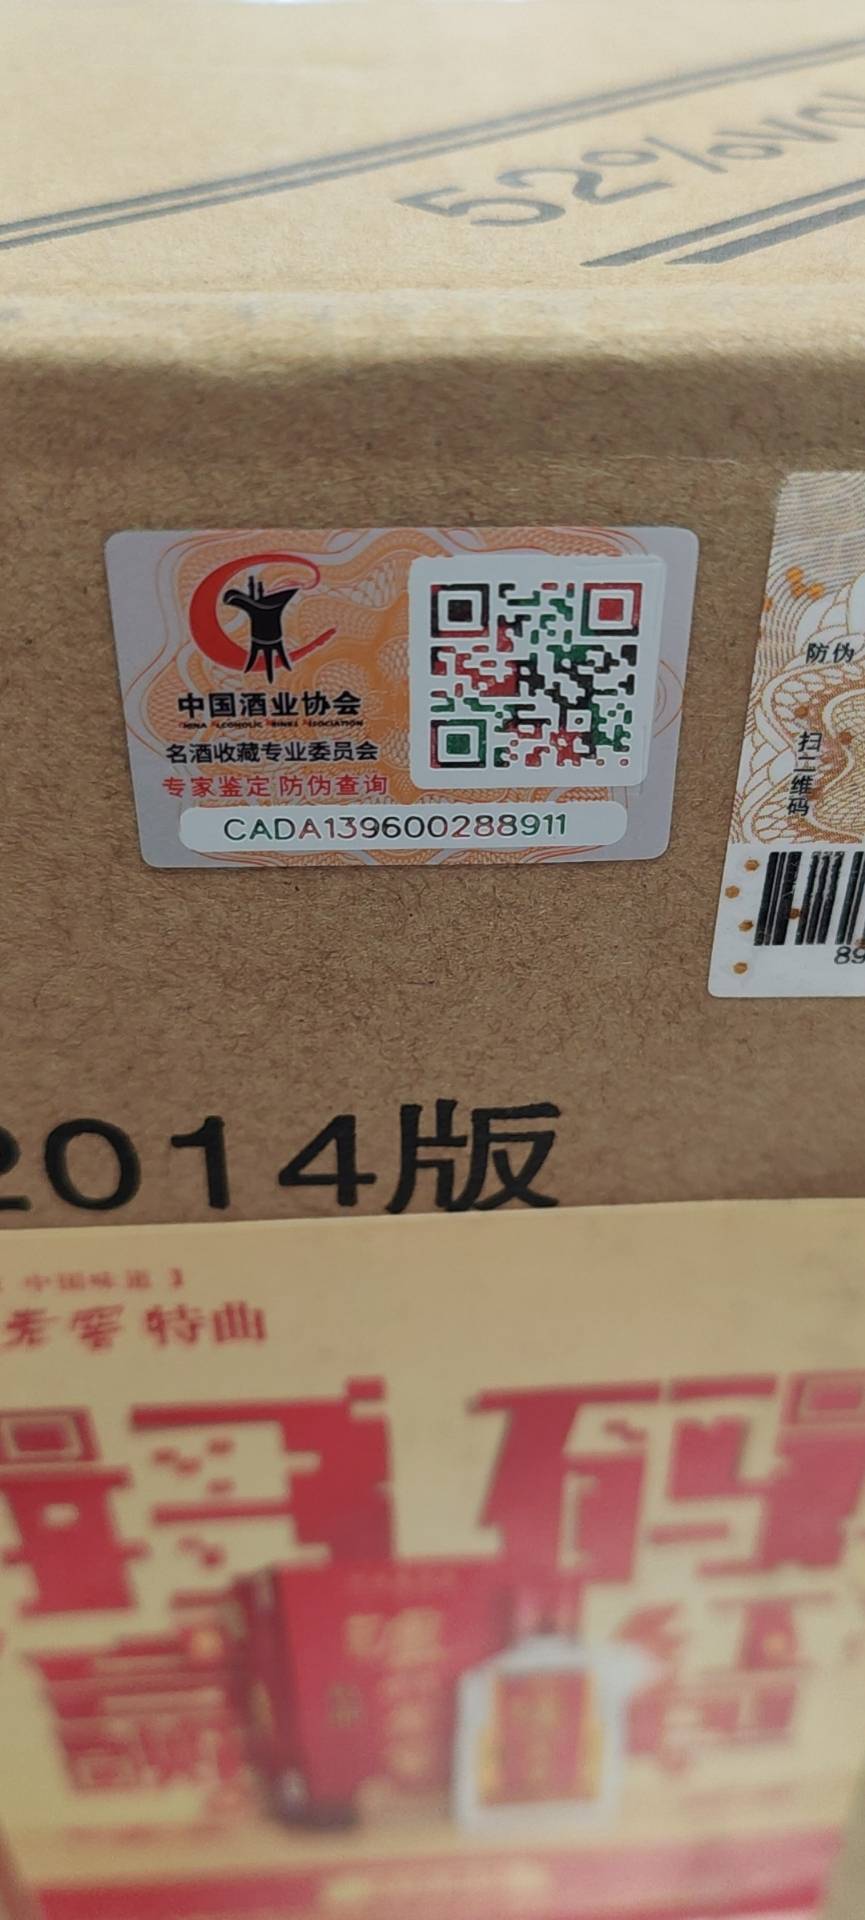 52%vol
中国酒业协会
CHINA ALCOHOLIC DRINKS ASSOCIATION
名酒收藏专业委员会
专家鉴定 防伪查询
CADA139600288911
防伪
扫二维码
89
2014版
中国味道
老窖特曲